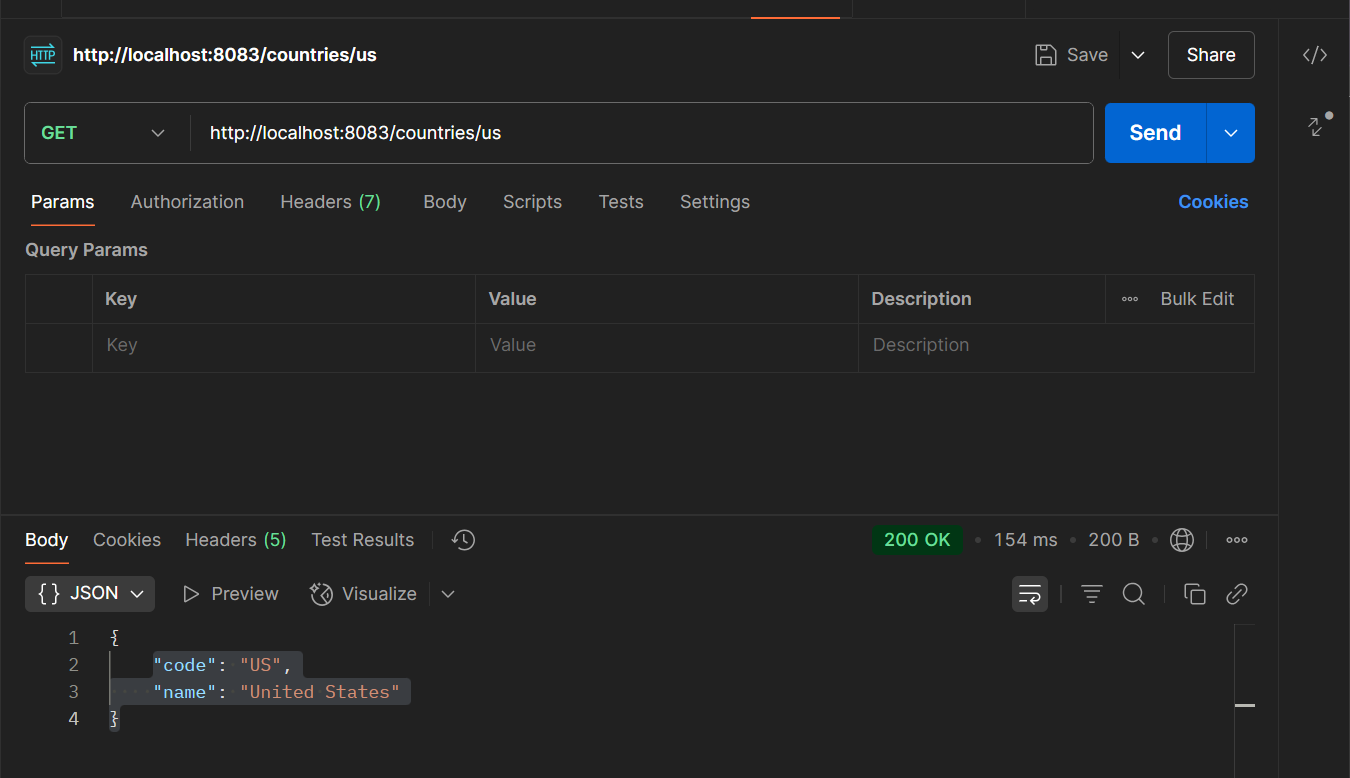 HTTP http://localhost:8083/countries/us Save Share
GET http://localhost:8083/countries/us Send
Params Authorization Headers (7) Body Scripts Tests Settings Cookies
Query Params
Key Value Description Bulk Edit
Key Value Description
Body Cookies Headers (5) Test Results 200 OK • 154 ms • 200 B •
{} JSON Preview Visualize
1 {
2 "code": "US",
3 "name": "United States"
4 }